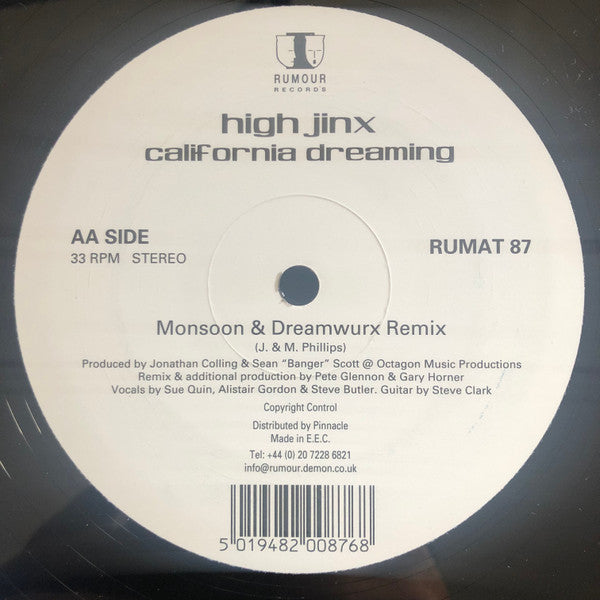 RUMOUR
RECORDS
high jinx
california dreaming
AA SIDE
33 RPM STEREO
RUMAT 87
Monsoon & Dreamwurx Remix
(J. & M. Phillips)
Produced by Jonathan Colling & Sean "Banger" Scott @ Octagon Music Productions
Remix & additional production by Pete Glennon & Gary Horner
Vocals by Sue Quin, Alistair Gordon & Steve Butler. Guitar by Steve Clark
Copyright Control
Distributed by Pinnacle
Made in E.E.C.
Tel: +44 (0) 20 7228 6821
info@rumour.demon.co.uk
5 019482 008768